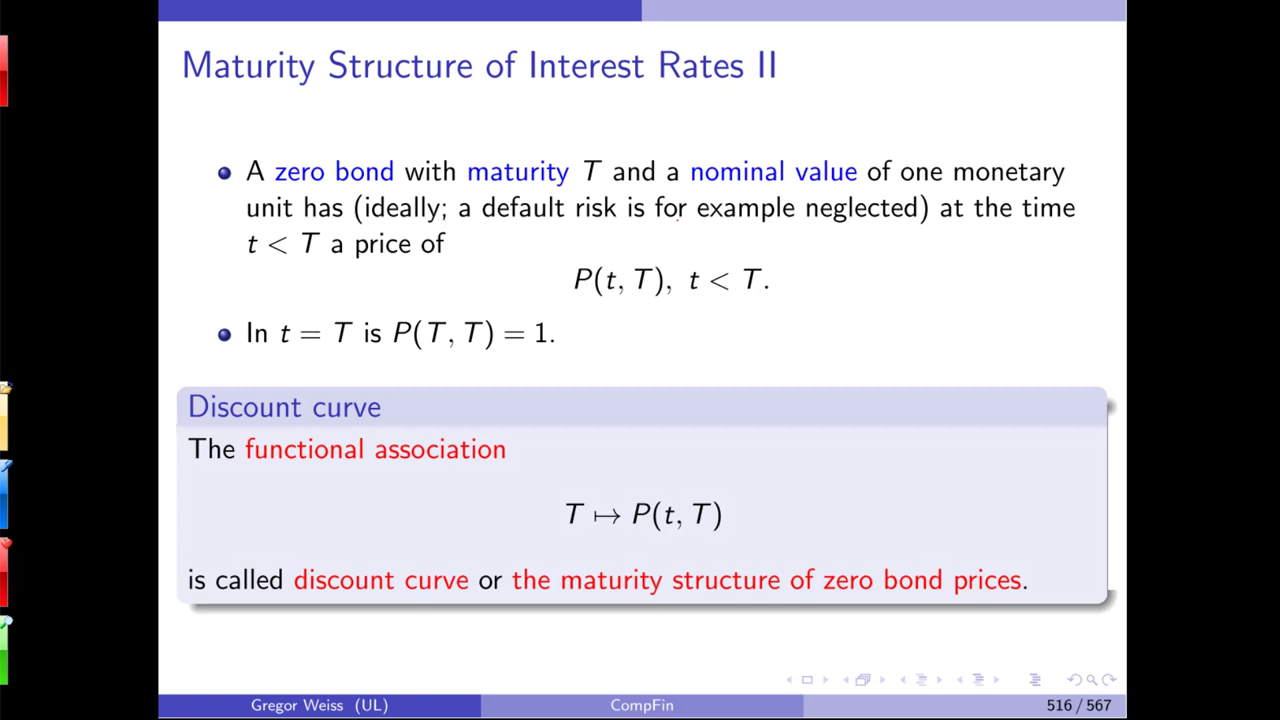 Maturity Structure of Interest Rates II
A zero bond with maturity T and a nominal value of one monetary
unit has (ideally; a default risk is for example neglected) at the time
t < T a price of
P(t, T), t < T.
In t = T is P(T, T) = 1.
Discount curve
The functional association
T ↦ P(t, T)
is called discount curve or the maturity structure of zero bond prices.
Gregor Weiss (UL) CompFin 516 / 567